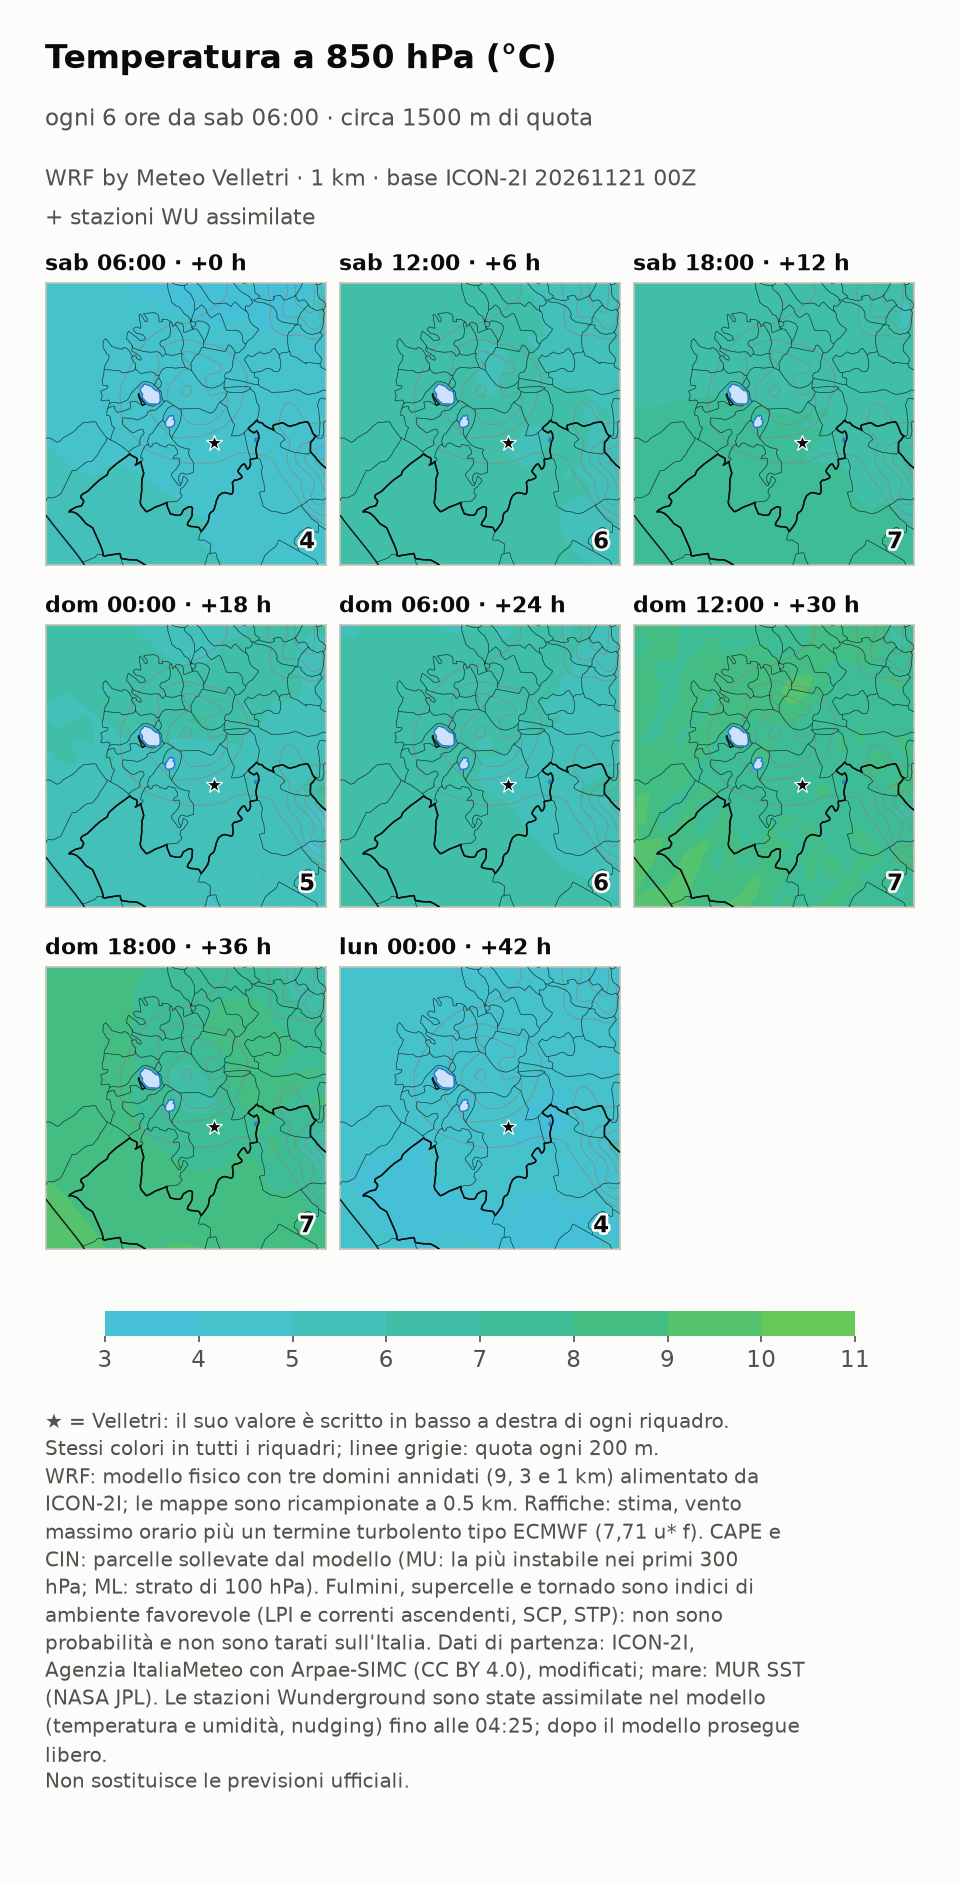 Temperatura a 850 hPa (°C)
ogni 6 ore da sab 06:00 · circa 1500 m di quota
WRF by Meteo Velletri · 1 km · base ICON-2I 20261121 00Z
+ stazioni WU assimilate
sab 06:00 · +0 h
sab 12:00 · +6 h
sab 18:00 · +12 h
4
6
7
dom 00:00 · +18 h
dom 06:00 · +24 h
dom 12:00 · +30 h
5
6
7
dom 18:00 · +36 h
lun 00:00 · +42 h
7
4
3 4 5 6 7 8 9 10 11
★ = Velletri: il suo valore è scritto in basso a destra di ogni riquadro.
Stessi colori in tutti i riquadri; linee grigie: quota ogni 200 m.
WRF: modello fisico con tre domini annidati (9, 3 e 1 km) alimentato da
ICON-2I; le mappe sono ricampionate a 0.5 km. Raffiche: stima, vento
massimo orario più un termine turbolento tipo ECMWF (7,71 u* f). CAPE e
CIN: parcelle sollevate dal modello (MU: la più instabile nei primi 300
hPa; ML: strato di 100 hPa). Fulmini, supercelle e tornado sono indici di
ambiente favorevole (LPI e correnti ascendenti, SCP, STP): non sono
probabilità e non sono tarati sull'Italia. Dati di partenza: ICON-2I,
Agenzia ItaliaMeteo con Arpae-SIMC (CC BY 4.0), modificati; mare: MUR SST
(NASA JPL). Le stazioni Wunderground sono state assimilate nel modello
(temperatura e umidità, nudging) fino alle 04:25; dopo il modello prosegue
libero.
Non sostituisce le previsioni ufficiali.